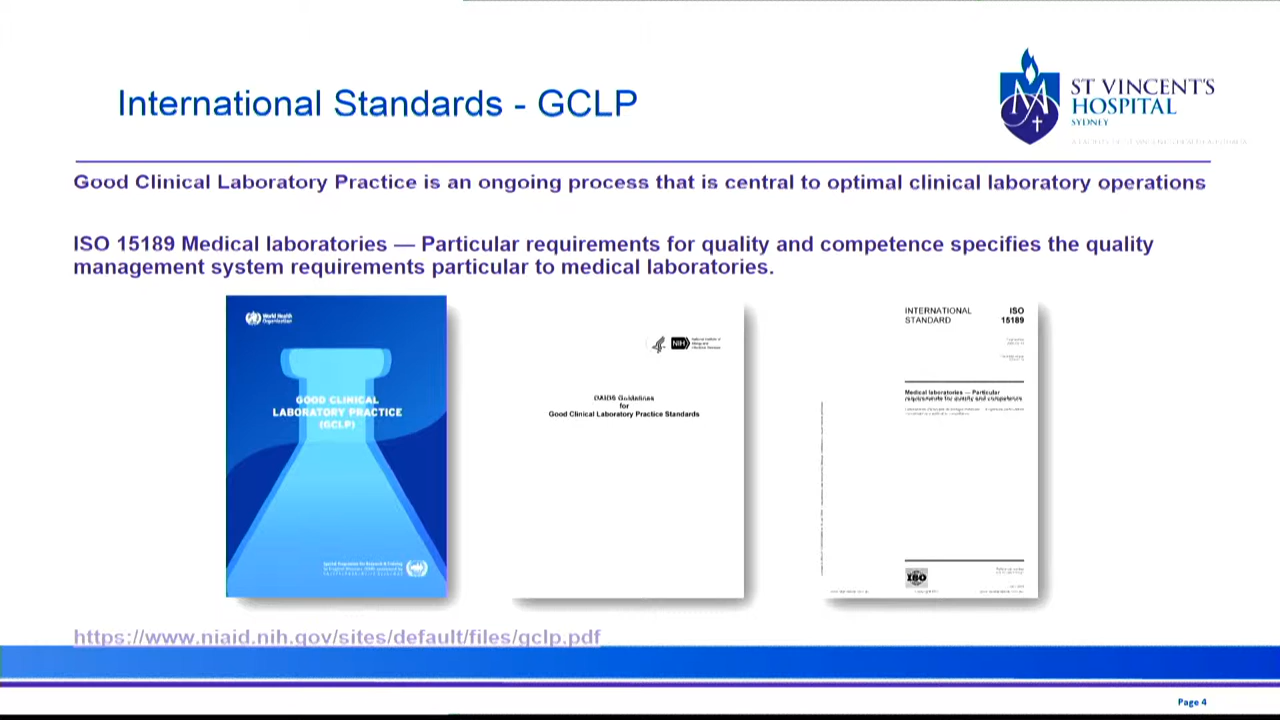 International Standards - GCLP
ST VINCENT'S
HOSPITAL
SYDNEY
Good Clinical Laboratory Practice is an ongoing process that is central to optimal clinical laboratory operations
ISO 15189 Medical laboratories — Particular requirements for quality and competence specifies the quality
management system requirements particular to medical laboratories.
World Health
Organization
GOOD CLINICAL
LABORATORY PRACTICE
(GCLP)
NIH
DAIDS Guidelines
for
Good Clinical Laboratory Practice Standards
INTERNATIONAL
STANDARD
ISO
15189
Medical laboratories — Particular
requirements for quality and competence
ISO
https://www.niaid.nih.gov/sites/default/files/gclp.pdf
Page 4